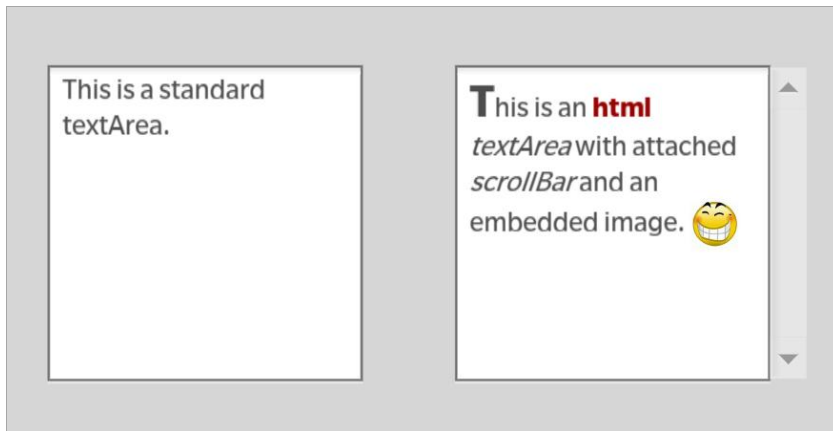 This is a standard
textArea.
This is an html
textArea with attached
scrollBar and an
embedded image.